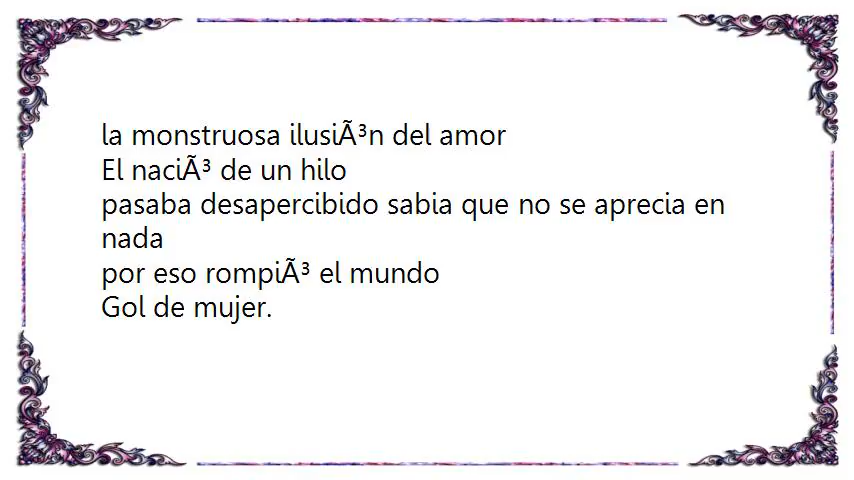 la monstruosa ilusiÃ³n del amor
El naciÃ³ de un hilo
pasaba desapercibido sabia que no se aprecia en
nada
por eso rompiÃ³ el mundo
Gol de mujer.